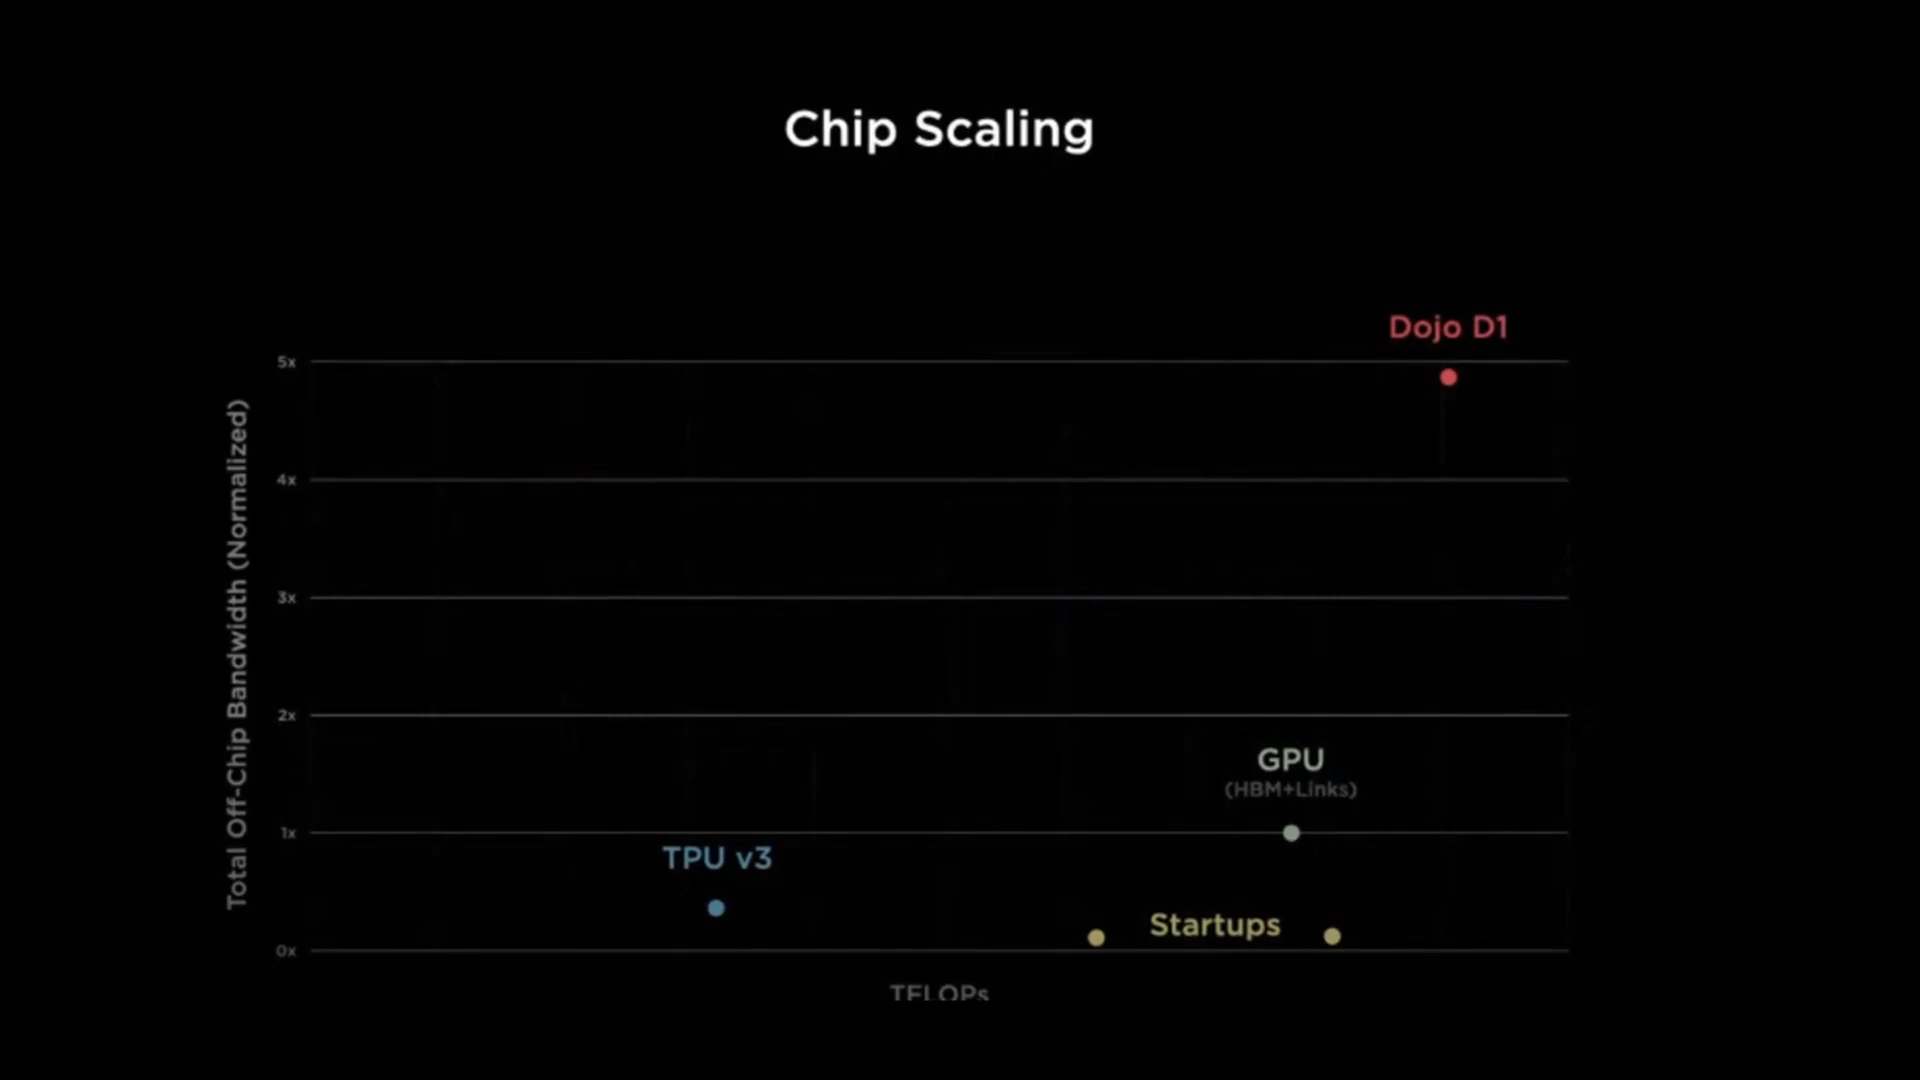 Chip Scaling
Dojo D1
5x
4x
3x
2x
1x
0x
Total Off-Chip Bandwidth (Normalized)
GPU
(HBM+Links)
TPU v3
Startups
TFLOPs